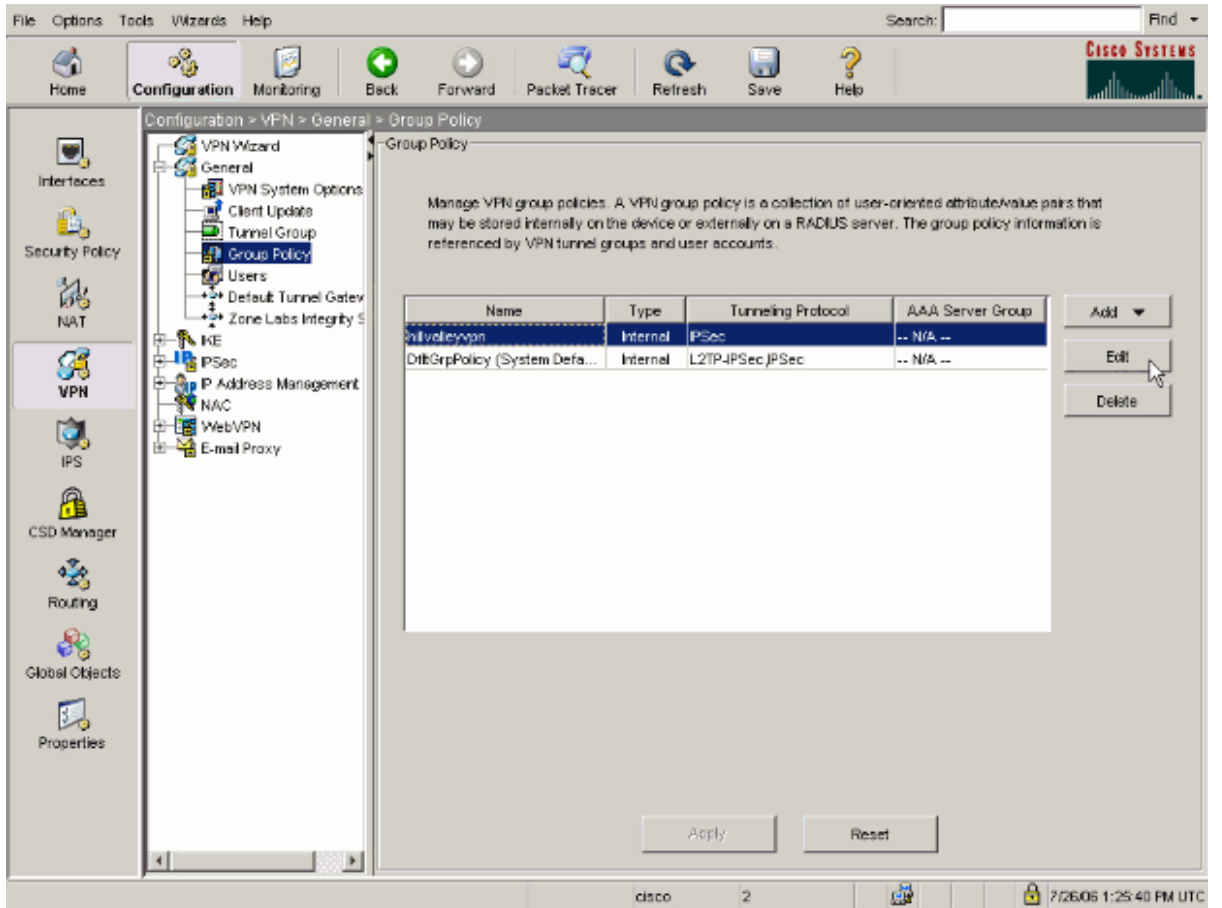 File Options Tools Wizards Help Search: Find
Home Configuration Monitoring Back Forward Packet Tracer Refresh Save Help
CISCO SYSTEMS
Configuration > VPN > General > Group Policy
Interfaces
Security Policy
NAT
VPN
IPS
CSD Manager
Routing
Global Objects
Properties
VPN Wizard
General
VPN System Options
Client Update
Tunnel Group
Group Policy
Users
Default Tunnel Gatew
Zone Labs Integrity S
IKE
IPSec
IP Address Management
NAC
WebVPN
E-mail Proxy
Group Policy
Manage VPN group policies. A VPN group policy is a collection of user-oriented attribute/value pairs that
may be stored internally on the device or externally on a RADIUS server. The group policy information is
referenced by VPN tunnel groups and user accounts.
Name Type Tunneling Protocol AAA Server Group
hillvalleyvpn Internal IPSec -- N/A --
DfltGrpPolicy (System Defa... Internal L2TP-IPSec,IPSec -- N/A --
Add
Edit
Delete
Apply Reset
cisco 2 7/26/06 1:25:40 PM UTC